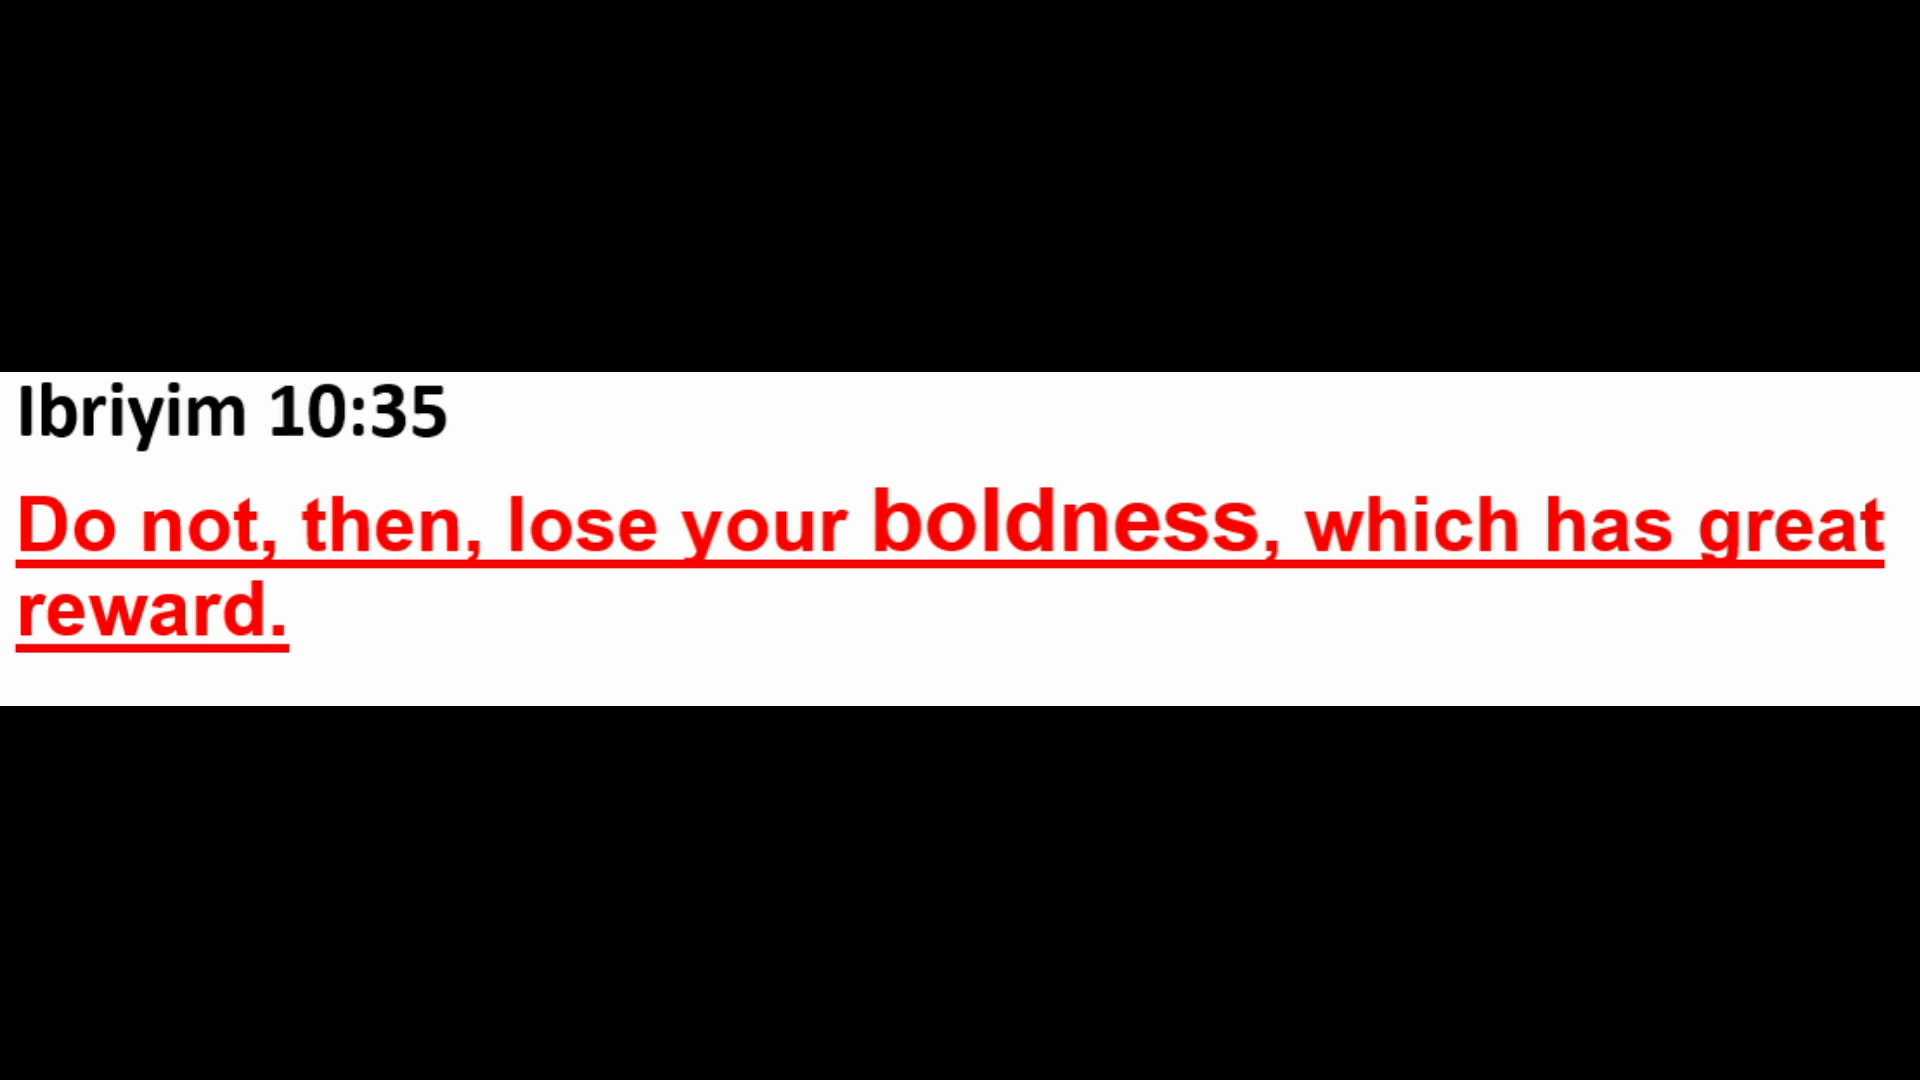 Ibriyim 10:35
Do not, then, lose your boldness, which has great
reward.